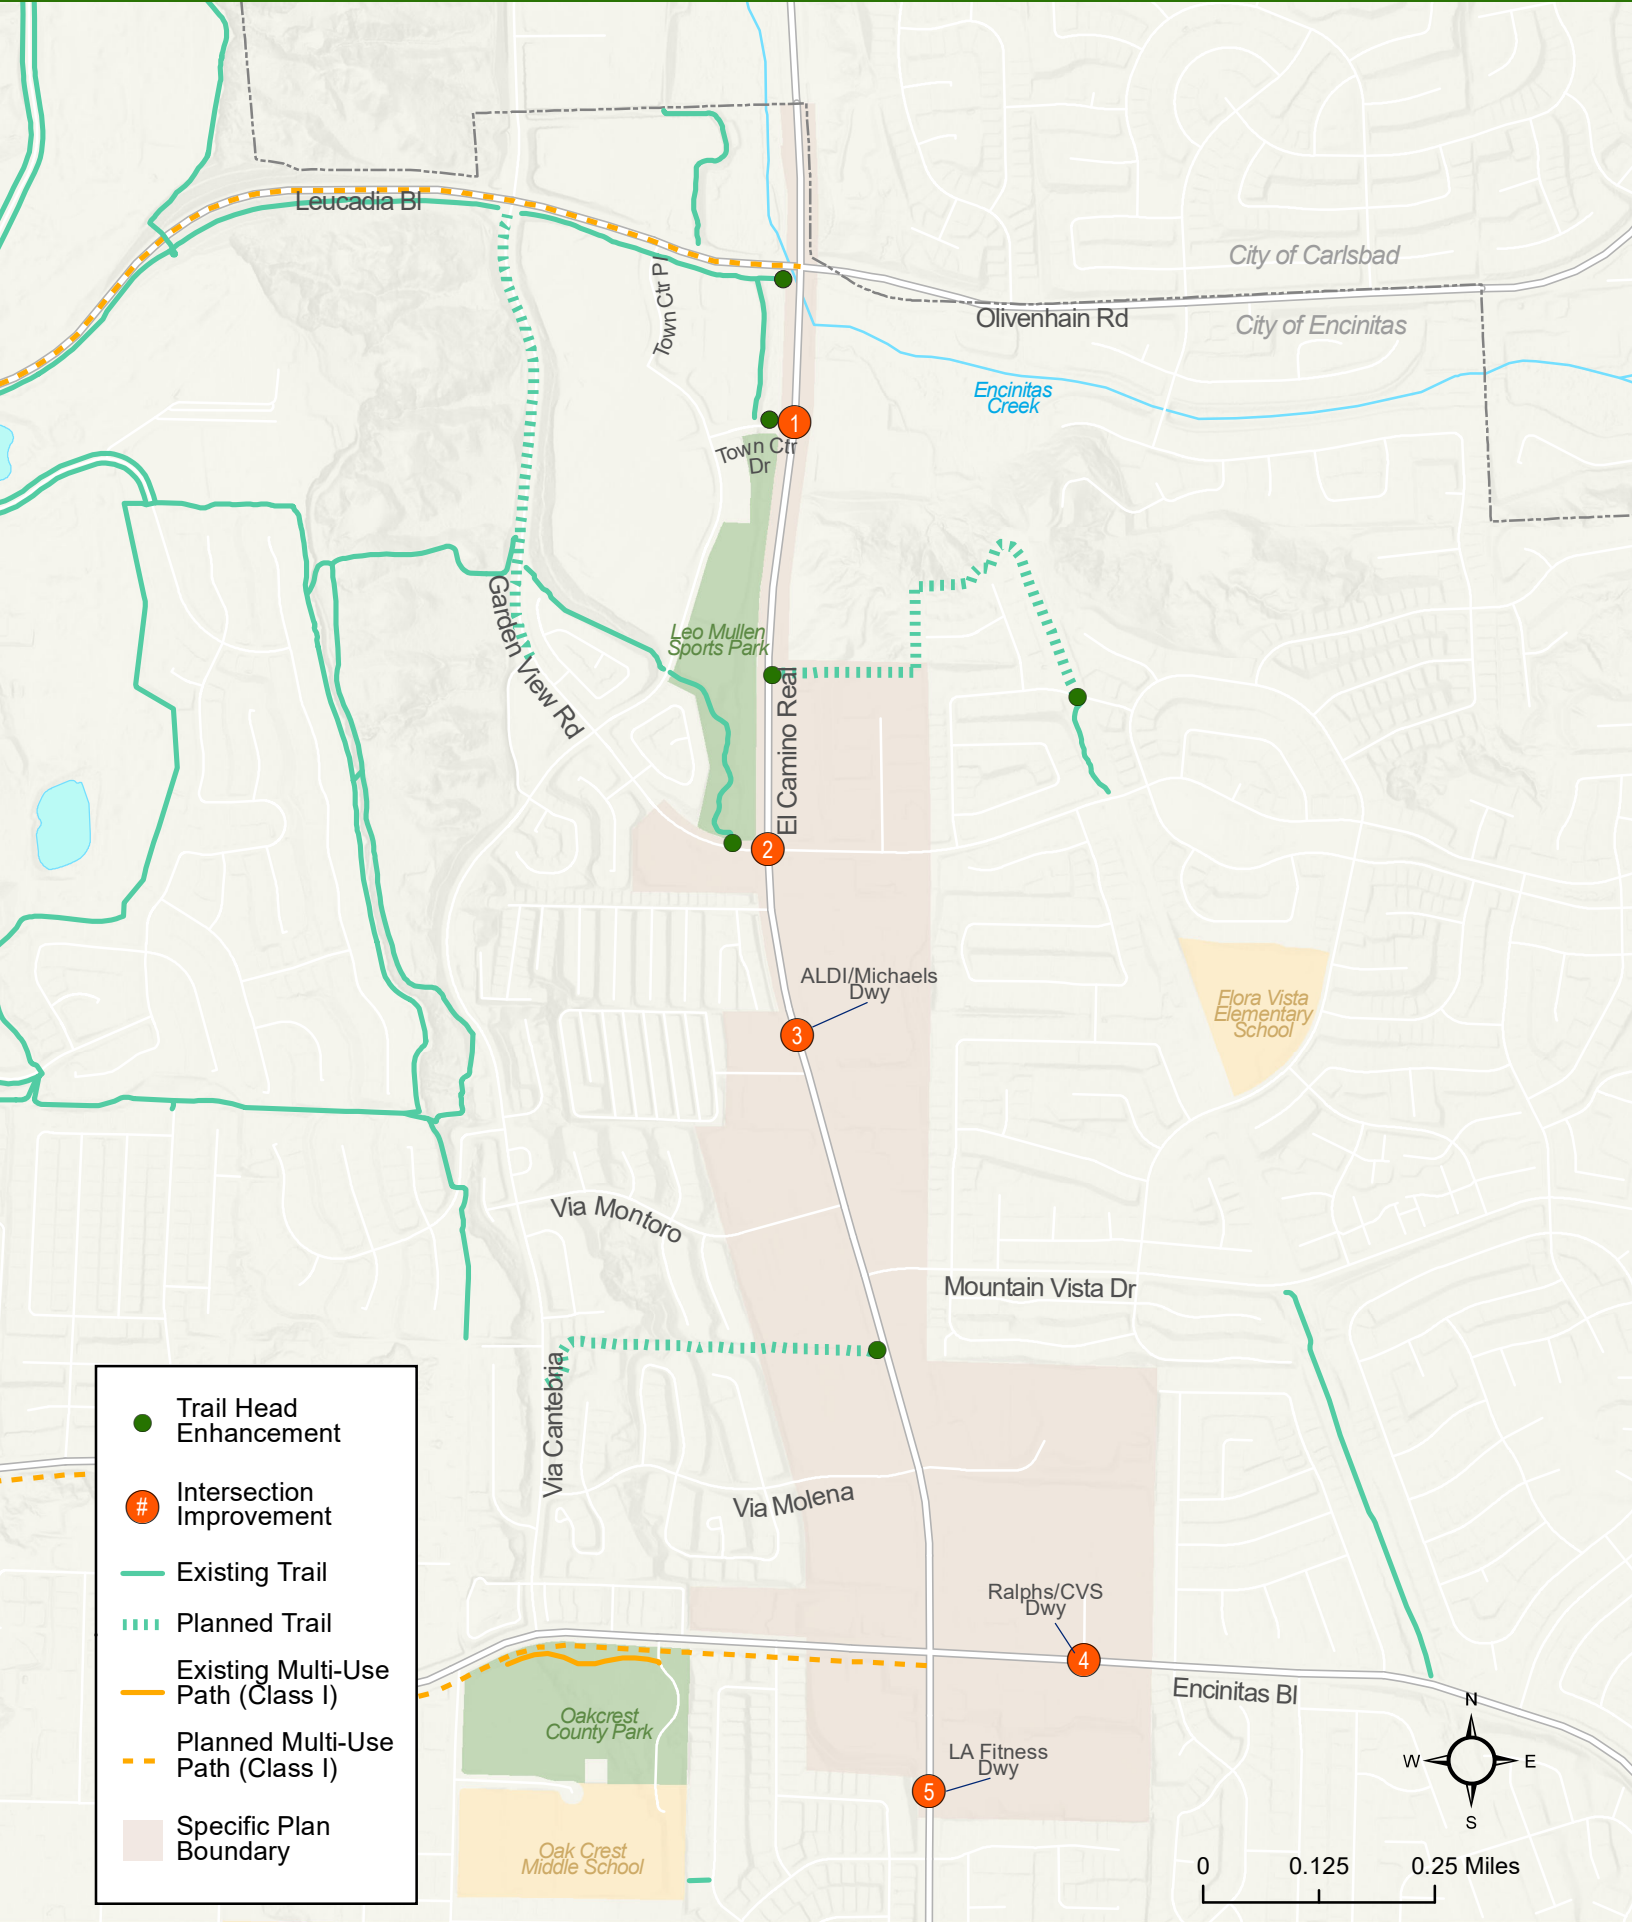 Leucadia Bl
City of Carlsbad
Town Ctr Pl
Olivenhain Rd
City of Encinitas
Encinitas
Creek
1
Town Ctr
Dr
Garden View Rd
Leo Mullen
Sports Park
El Camino Real
2
ALDI/Michaels
Dwy
3
Flora Vista
Elementary
School
Via Montoro
Mountain Vista Dr
Via Cantebria
Via Molena
Ralphs/CVS
Dwy
4
Encinitas Bl
Oakcrest
County Park
LA Fitness
Dwy
5
Oak Crest
Middle School
Trail Head
Enhancement
#
Intersection
Improvement
Existing Trail
Planned Trail
Existing Multi-Use
Path (Class I)
Planned Multi-Use
Path (Class I)
Specific Plan
Boundary
N
W
E
S
0
0.125
0.25 Miles